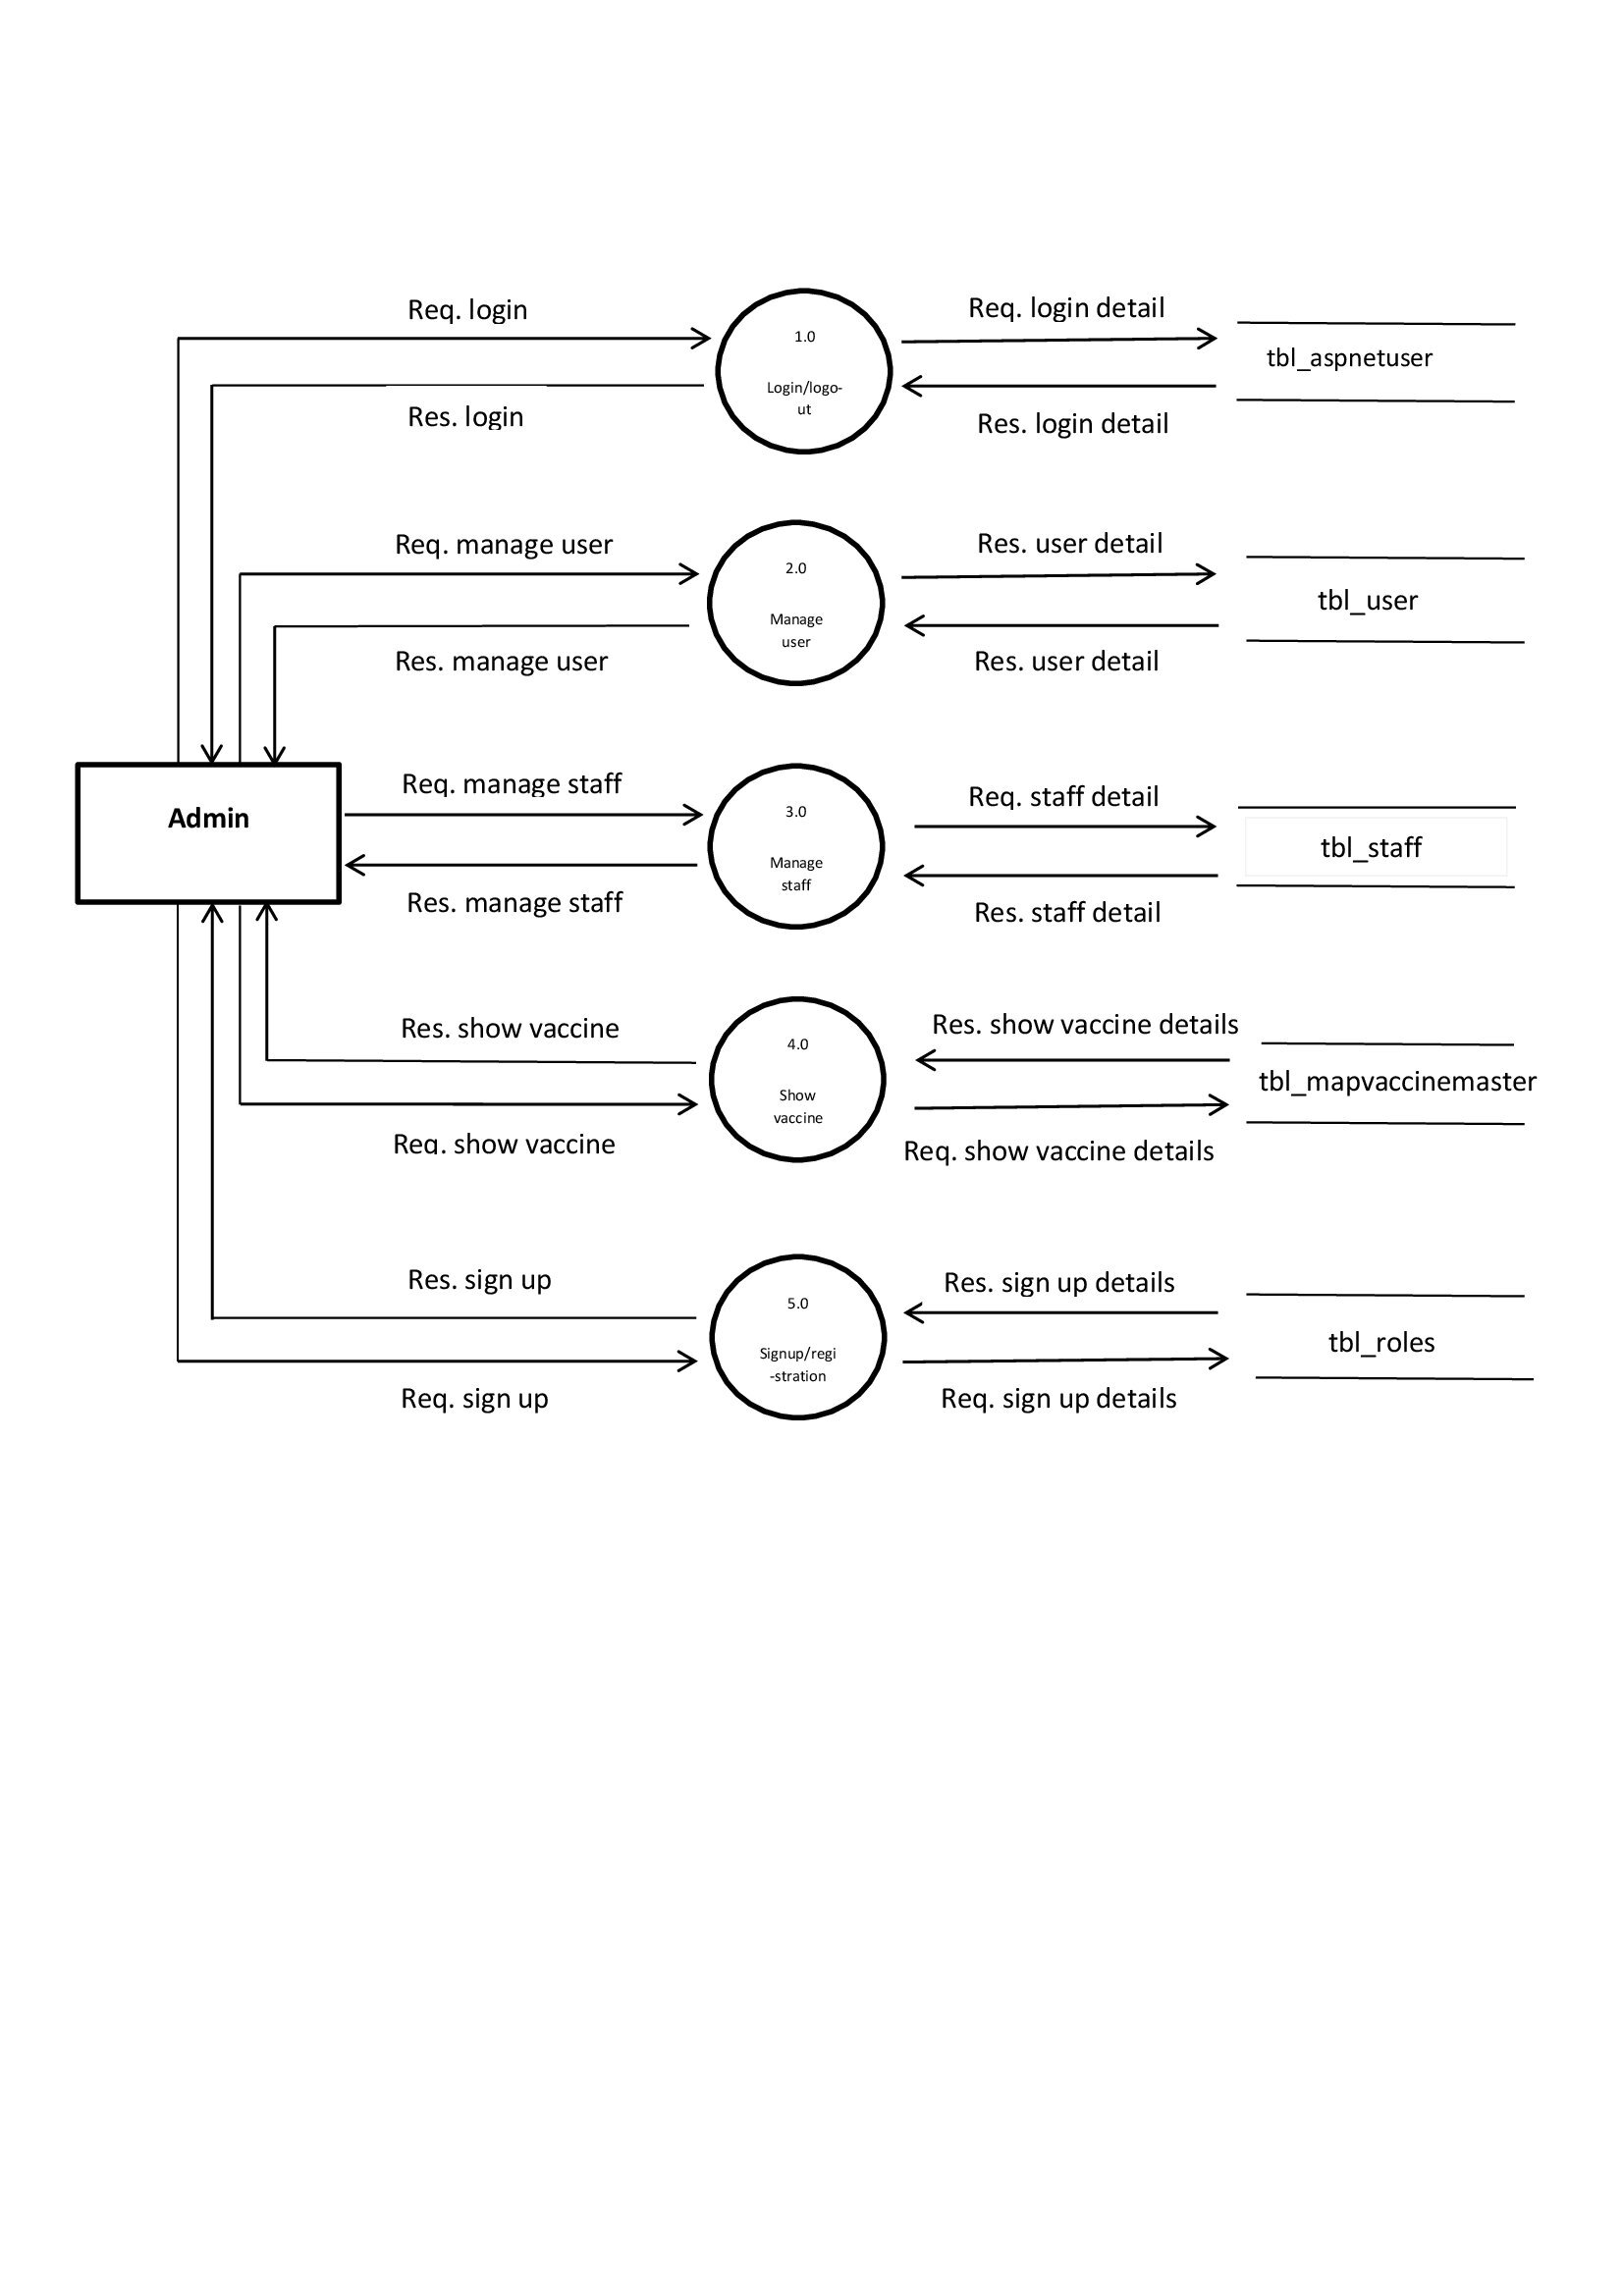 Req. login
Req. login detail
1.0
Login/logo-
ut
tbl_aspnetuser
Res. login
Res. login detail
Req. manage user
Res. user detail
2.0
Manage
user
tbl_user
Res. manage user
Res. user detail
Admin
Req. manage staff
Req. staff detail
3.0
Manage
staff
tbl_staff
Res. manage staff
Res. staff detail
Res. show vaccine
Res. show vaccine details
4.0
Show
vaccine
tbl_mapvaccinemaster
Req. show vaccine
Req. show vaccine details
Res. sign up
Res. sign up details
5.0
Signup/regi
-stration
tbl_roles
Req. sign up
Req. sign up details